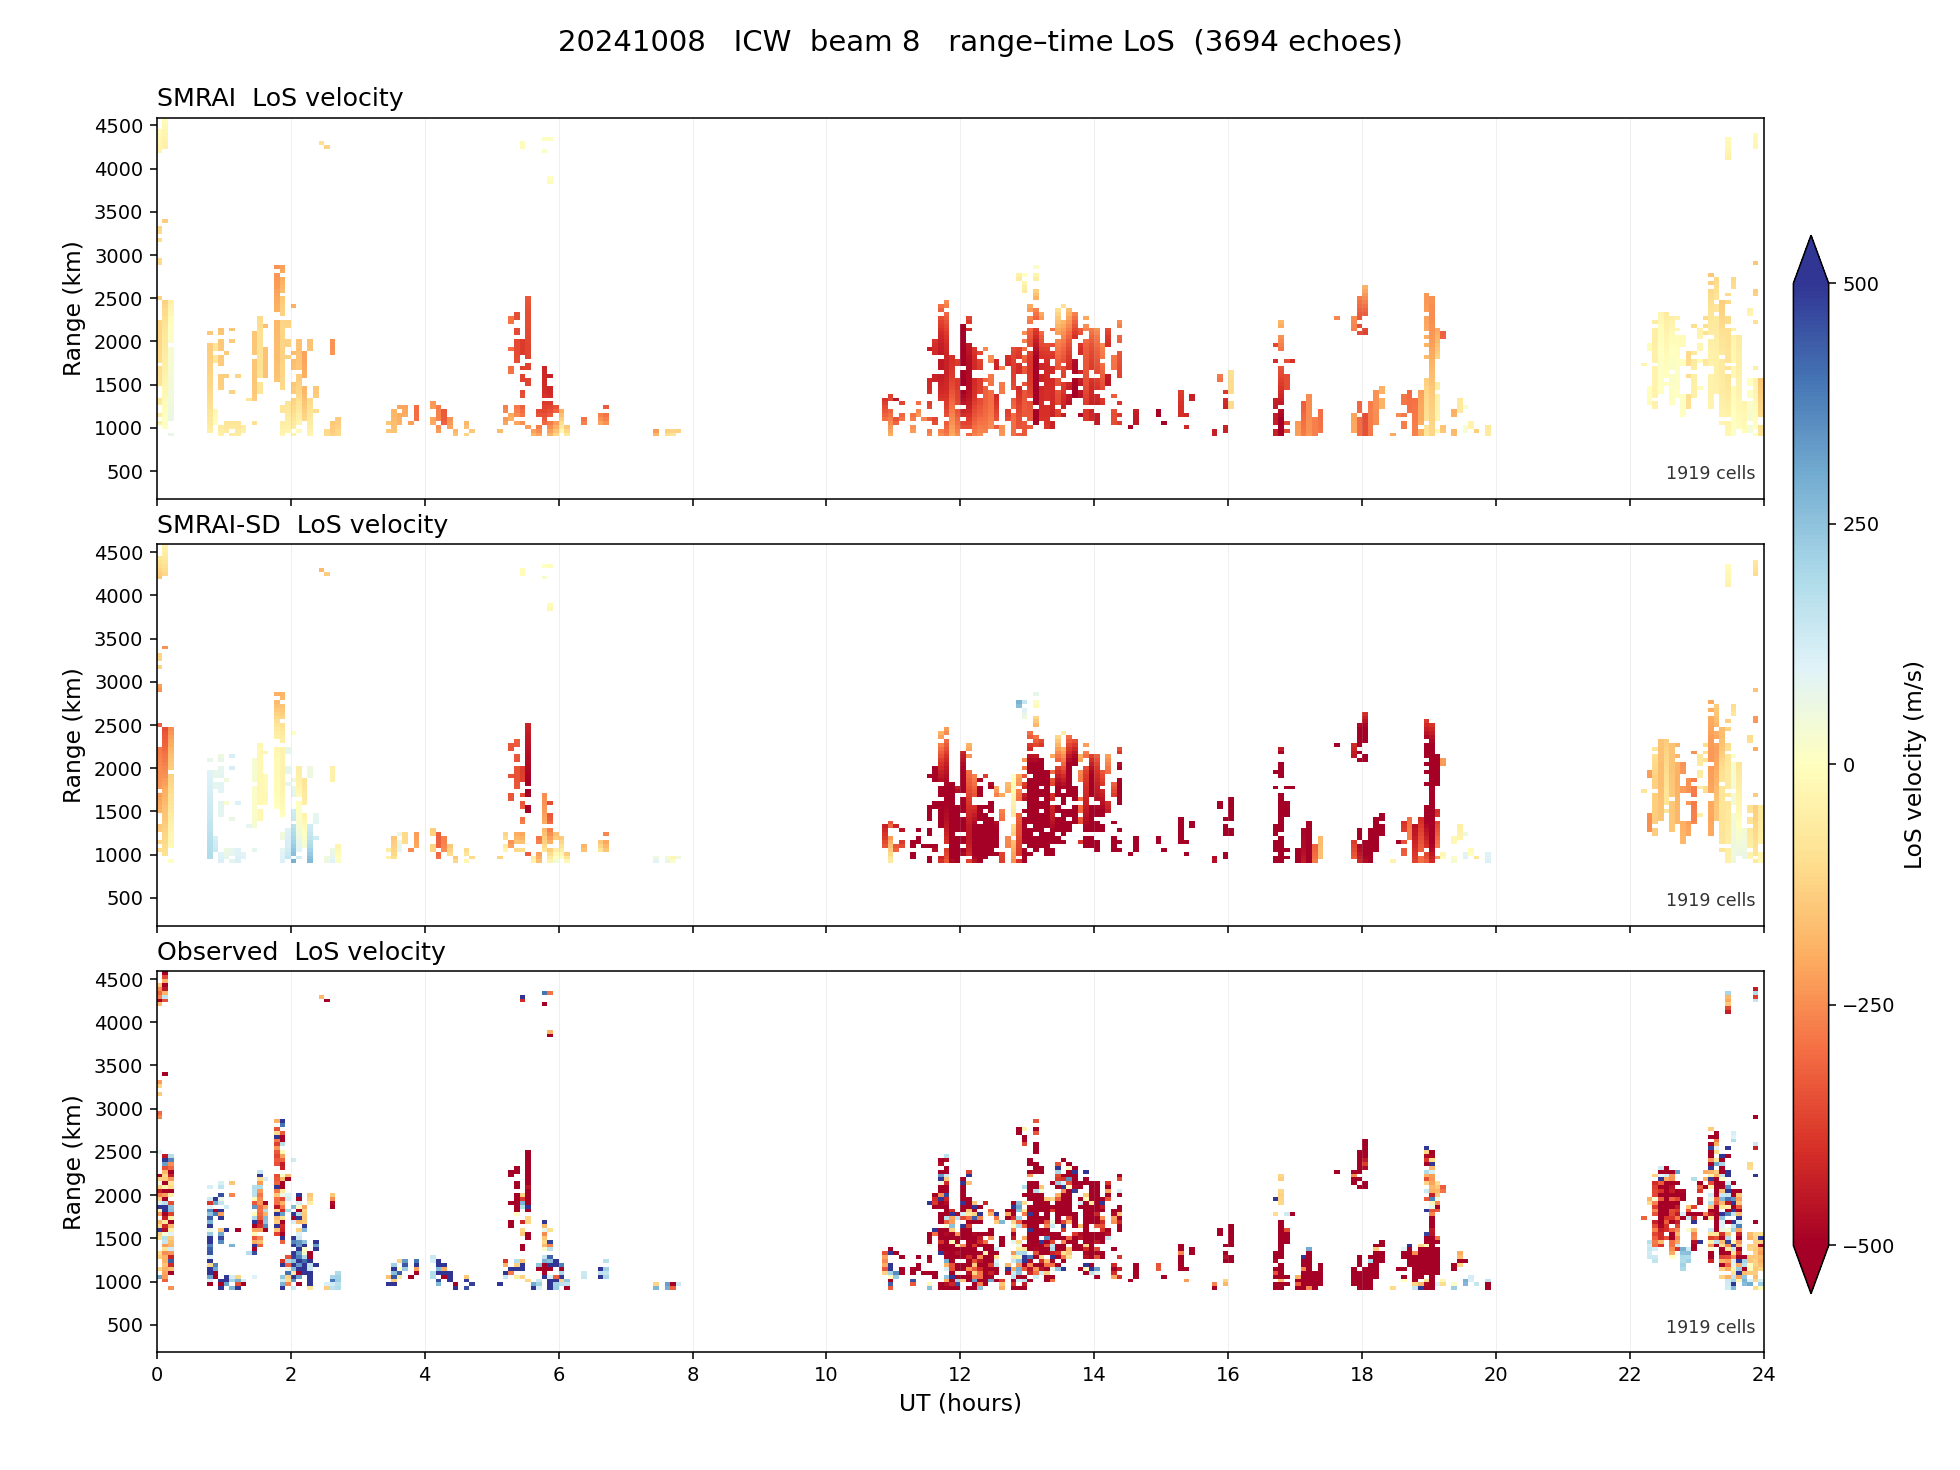 20241008   ICW  beam 8   range–time LoS  (3694 echoes)
SMRAI  LoS velocity
4500
4000
3500
3000
2500
2000
1500
1000
500
Range (km)
1919 cells
SMRAI-SD  LoS velocity
4500
4000
3500
3000
2500
2000
1500
1000
500
Range (km)
1919 cells
Observed  LoS velocity
4500
4000
3500
3000
2500
2000
1500
1000
500
Range (km)
1919 cells
0 2 4 6 8 10 12 14 16 18 20 22 24
UT (hours)
500
250
0
−250
−500
LoS velocity (m/s)